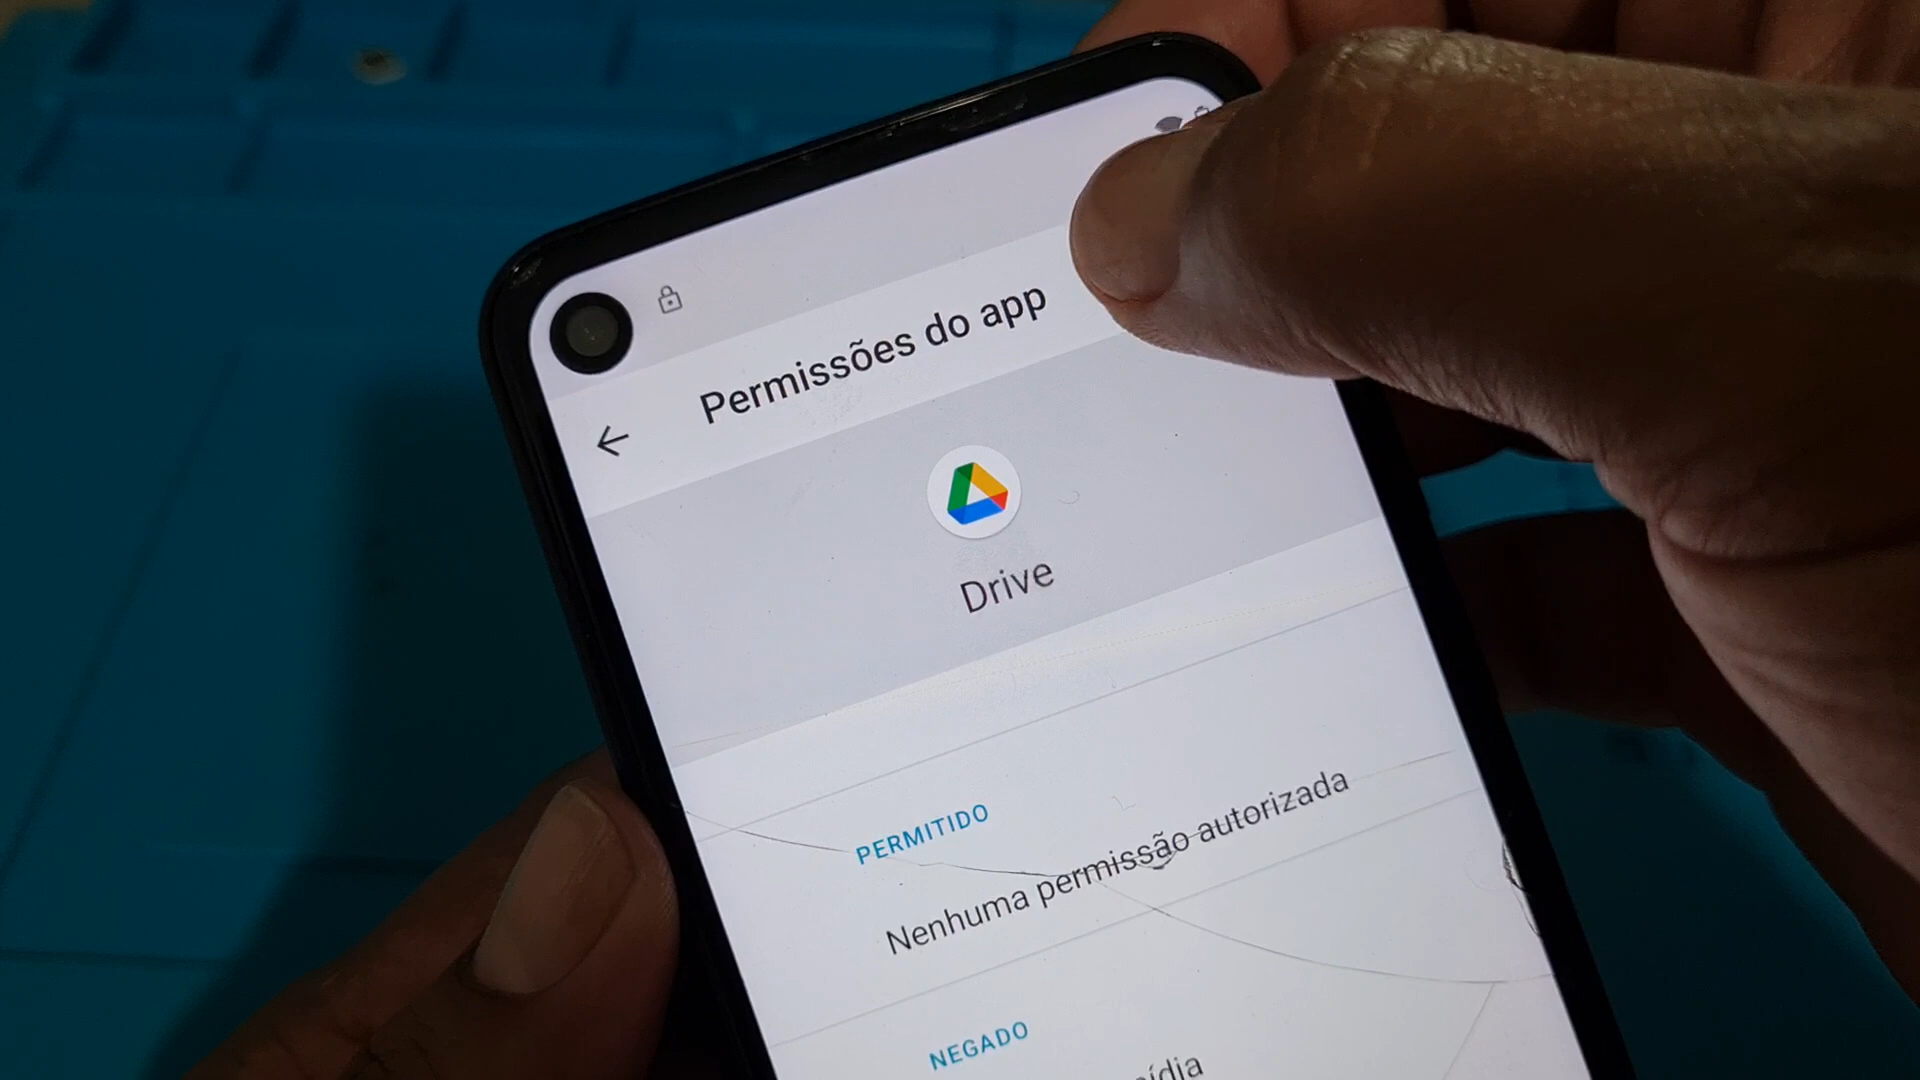 Permissões do app
Drive
PERMITIDO
Nenhuma permissão autorizada
NEGADO